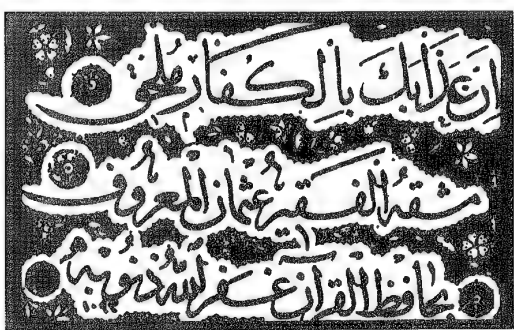 إن عذابك بالكفار ملحق
مشقه الفقير عثمان المعروف
بحافظ القرآن غفر الله ذنوبه